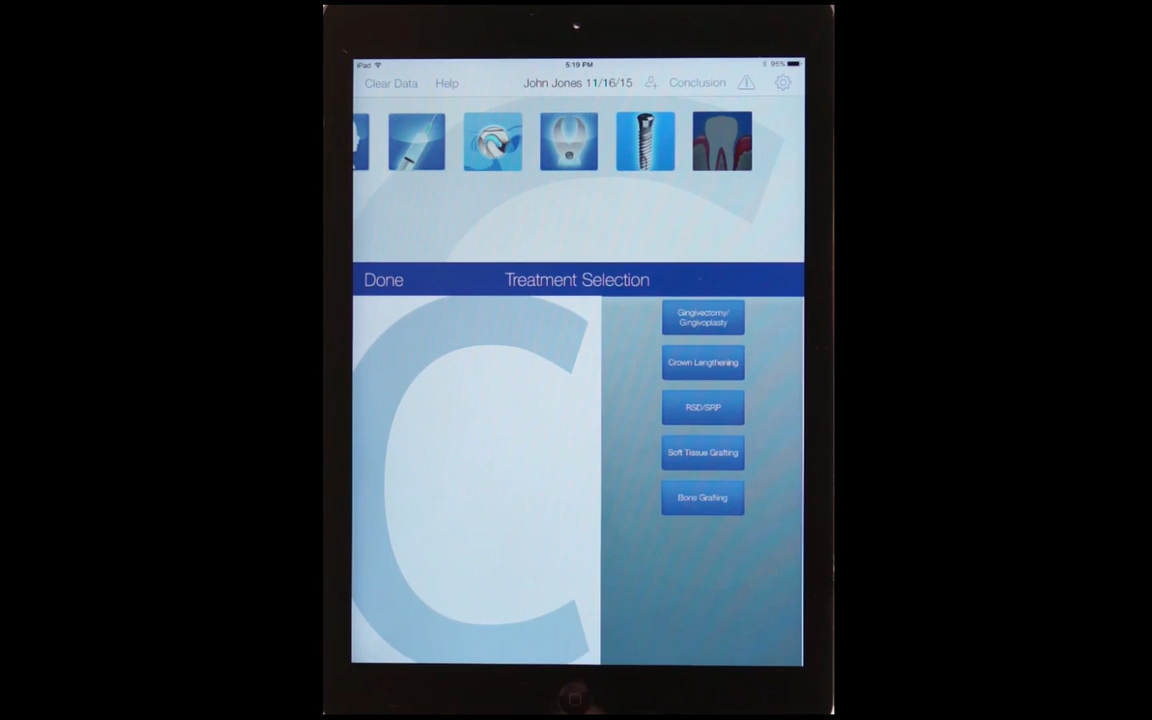 iPad
5:19 PM
95%
Clear Data
Help
John Jones 11/16/15
Conclusion
Done
Treatment Selection
Gingivectomy/
Gingivoplasty
Crown Lengthening
RSD/SRP
Soft Tissue Grafting
Bone Grafting